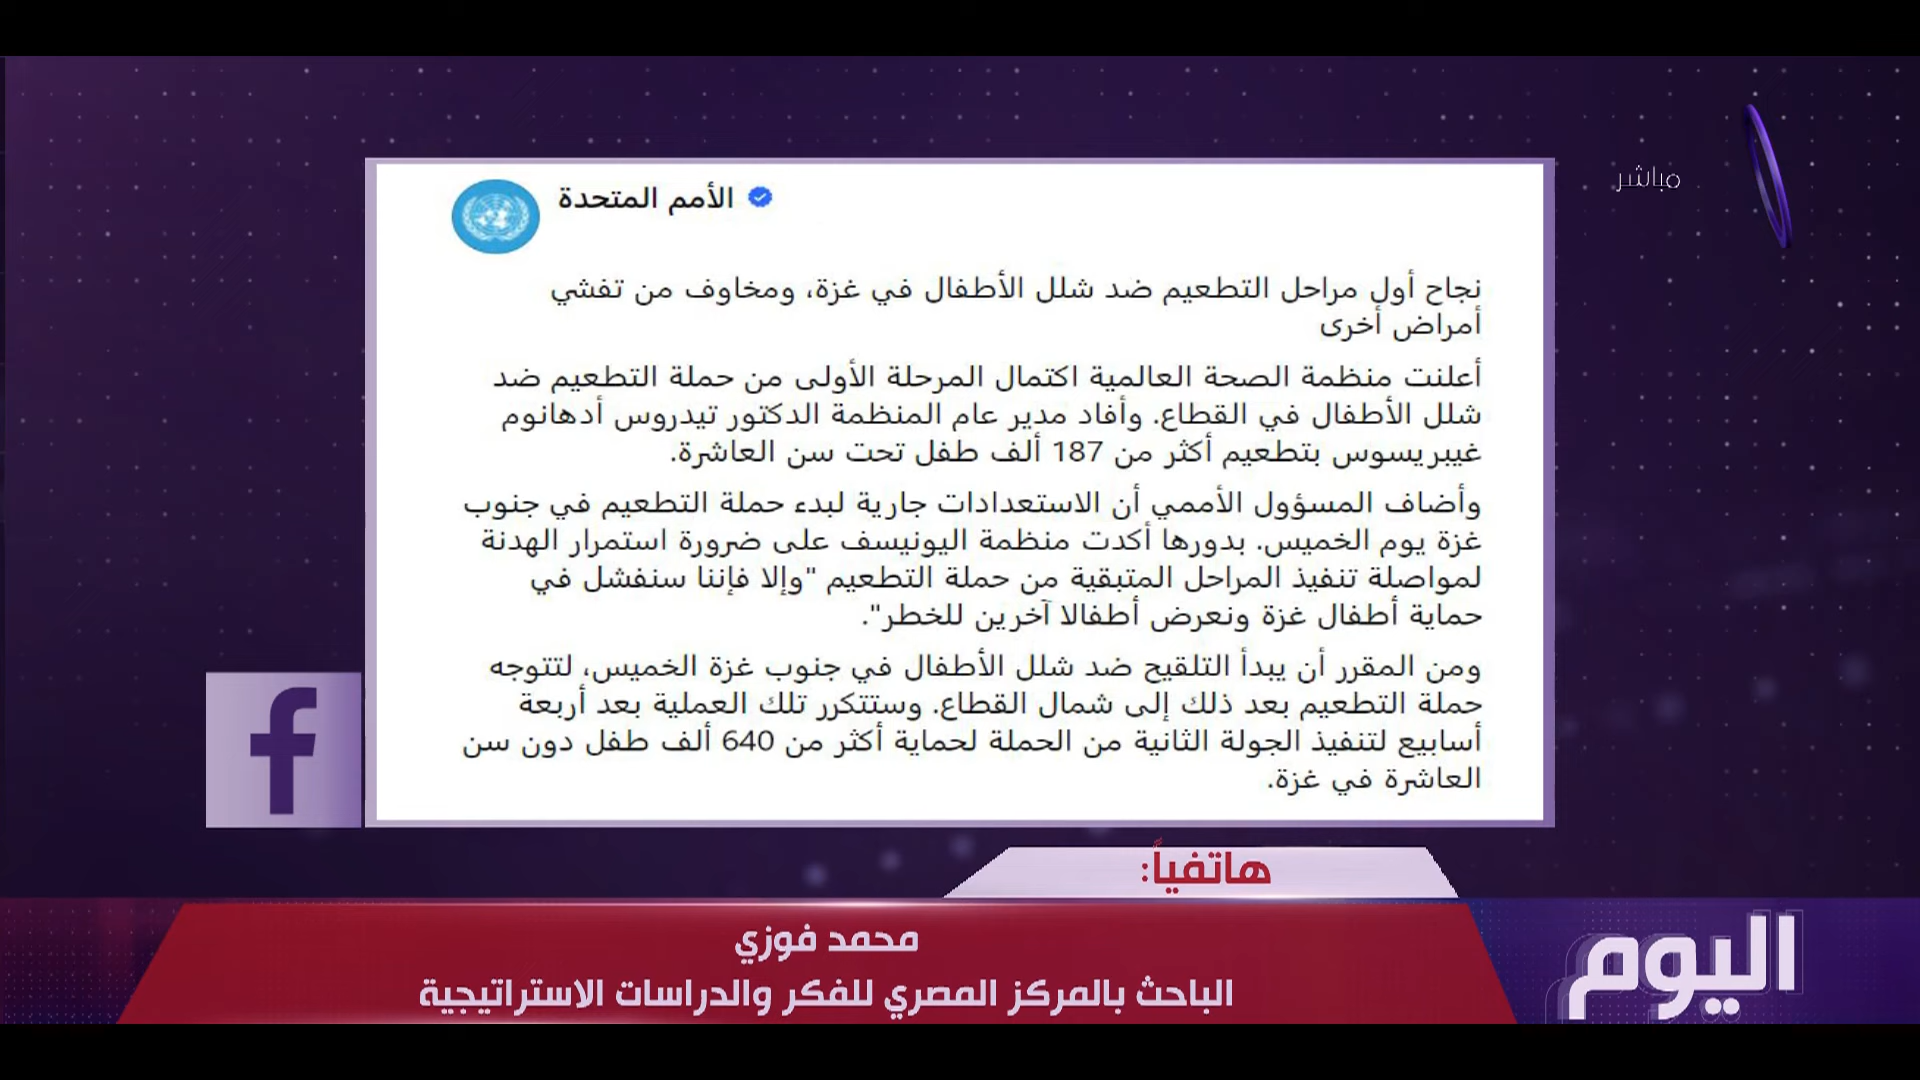 مباشر
الأمم المتحدة
نجاح أول مراحل التطعيم ضد شلل الأطفال في غزة، ومخاوف من تفشي
أمراض أخرى
أعلنت منظمة الصحة العالمية اكتمال المرحلة الأولى من حملة التطعيم ضد
شلل الأطفال في القطاع. وأفاد مدير عام المنظمة الدكتور تيدروس أدهانوم
غيبريسوس بتطعيم أكثر من 187 ألف طفل تحت سن العاشرة.
وأضاف المسؤول الأممي أن الاستعدادات جارية لبدء حملة التطعيم في جنوب
غزة يوم الخميس. بدورها أكدت منظمة اليونيسف على ضرورة استمرار الهدنة
لمواصلة تنفيذ المراحل المتبقية من حملة التطعيم "وإلا فإننا سنفشل في
حماية أطفال غزة ونعرض أطفالا آخرين للخطر".
ومن المقرر أن يبدأ التلقيح ضد شلل الأطفال في جنوب غزة الخميس، لتتوجه
حملة التطعيم بعد ذلك إلى شمال القطاع. وستتكرر تلك العملية بعد أربعة
أسابيع لتنفيذ الجولة الثانية من الحملة لحماية أكثر من 640 ألف طفل دون سن
العاشرة في غزة.
هاتفياً:
محمد فوزي
الباحث بالمركز المصري للفكر والدراسات الاستراتيجية
اليوم